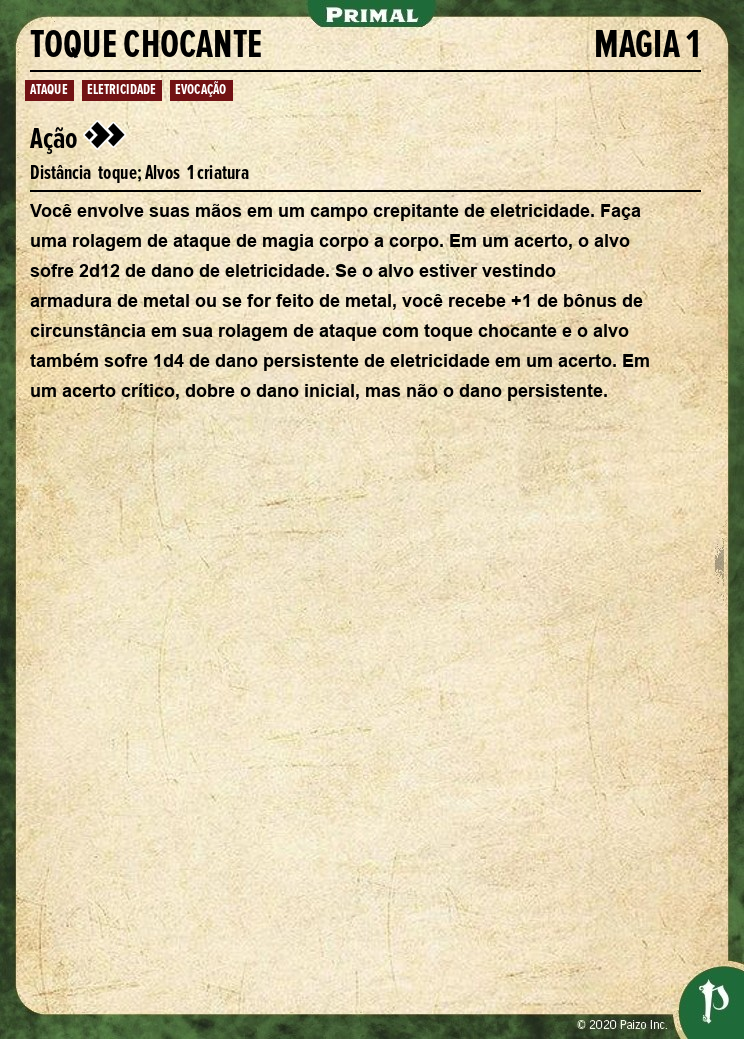 PRIMAL
TOQUE CHOCANTE MAGIA 1
ATAQUE ELETRICIDADE EVOCAÇÃO
Ação
Distância toque; Alvos 1 criatura
Você envolve suas mãos em um campo crepitante de eletricidade. Faça
uma rolagem de ataque de magia corpo a corpo. Em um acerto, o alvo
sofre 2d12 de dano de eletricidade. Se o alvo estiver vestindo
armadura de metal ou se for feito de metal, você recebe +1 de bônus de
circunstância em sua rolagem de ataque com toque chocante e o alvo
também sofre 1d4 de dano persistente de eletricidade em um acerto. Em
um acerto crítico, dobre o dano inicial, mas não o dano persistente.
© 2020 Paizo Inc.